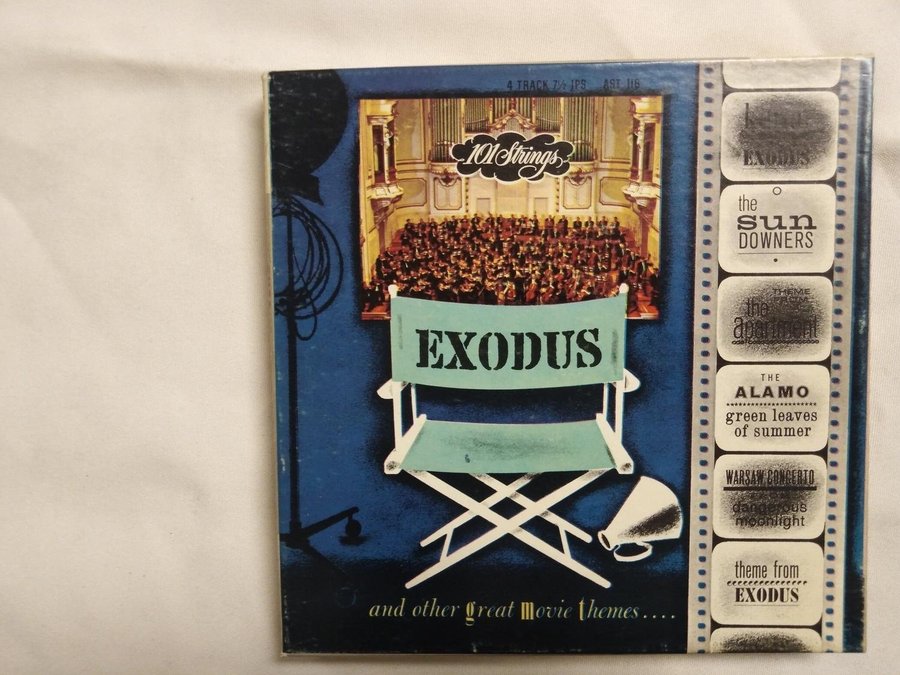 4 TRACK 7½ IPS AST 116
101 Strings
EXODUS
and other great movie themes....
EXODUS
the
sun
DOWNERS
THEME
FROM
the
apartment
THE
ALAMO
green leaves
of summer
WARSAW CONCERTO
dangerous
moonlight
theme from
EXODUS